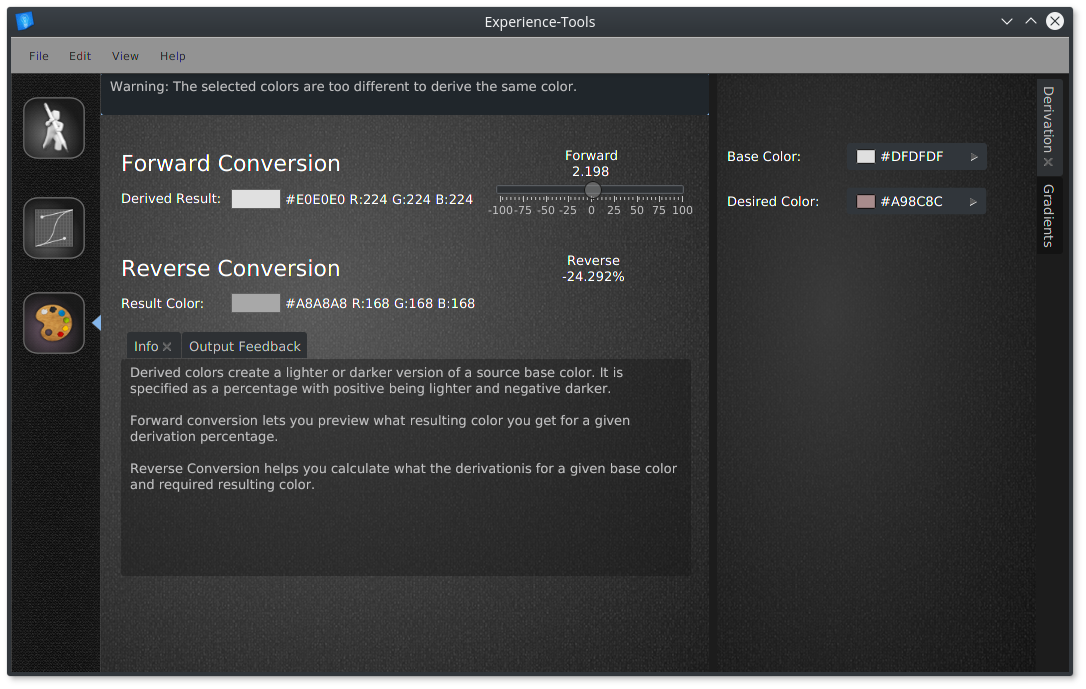 Experience-Tools
File Edit View Help
Warning: The selected colors are too different to derive the same color.
Forward Conversion
Derived Result: #E0E0E0 R:224 G:224 B:224
Forward
2.198
-100 -75 -50 -25 0 25 50 75 100
Reverse Conversion
Result Color: #A8A8A8 R:168 G:168 B:168
Reverse
-24.292%
Info Output Feedback
Derived colors create a lighter or darker version of a source base color. It is
specified as a percentage with positive being lighter and negative darker.
Forward conversion lets you preview what resulting color you get for a given
derivation percentage.
Reverse Conversion helps you calculate what the derivationis for a given base color
and required resulting color.
Base Color: #DFDFDF
Desired Color: #A98C8C
Derivation
Gradients